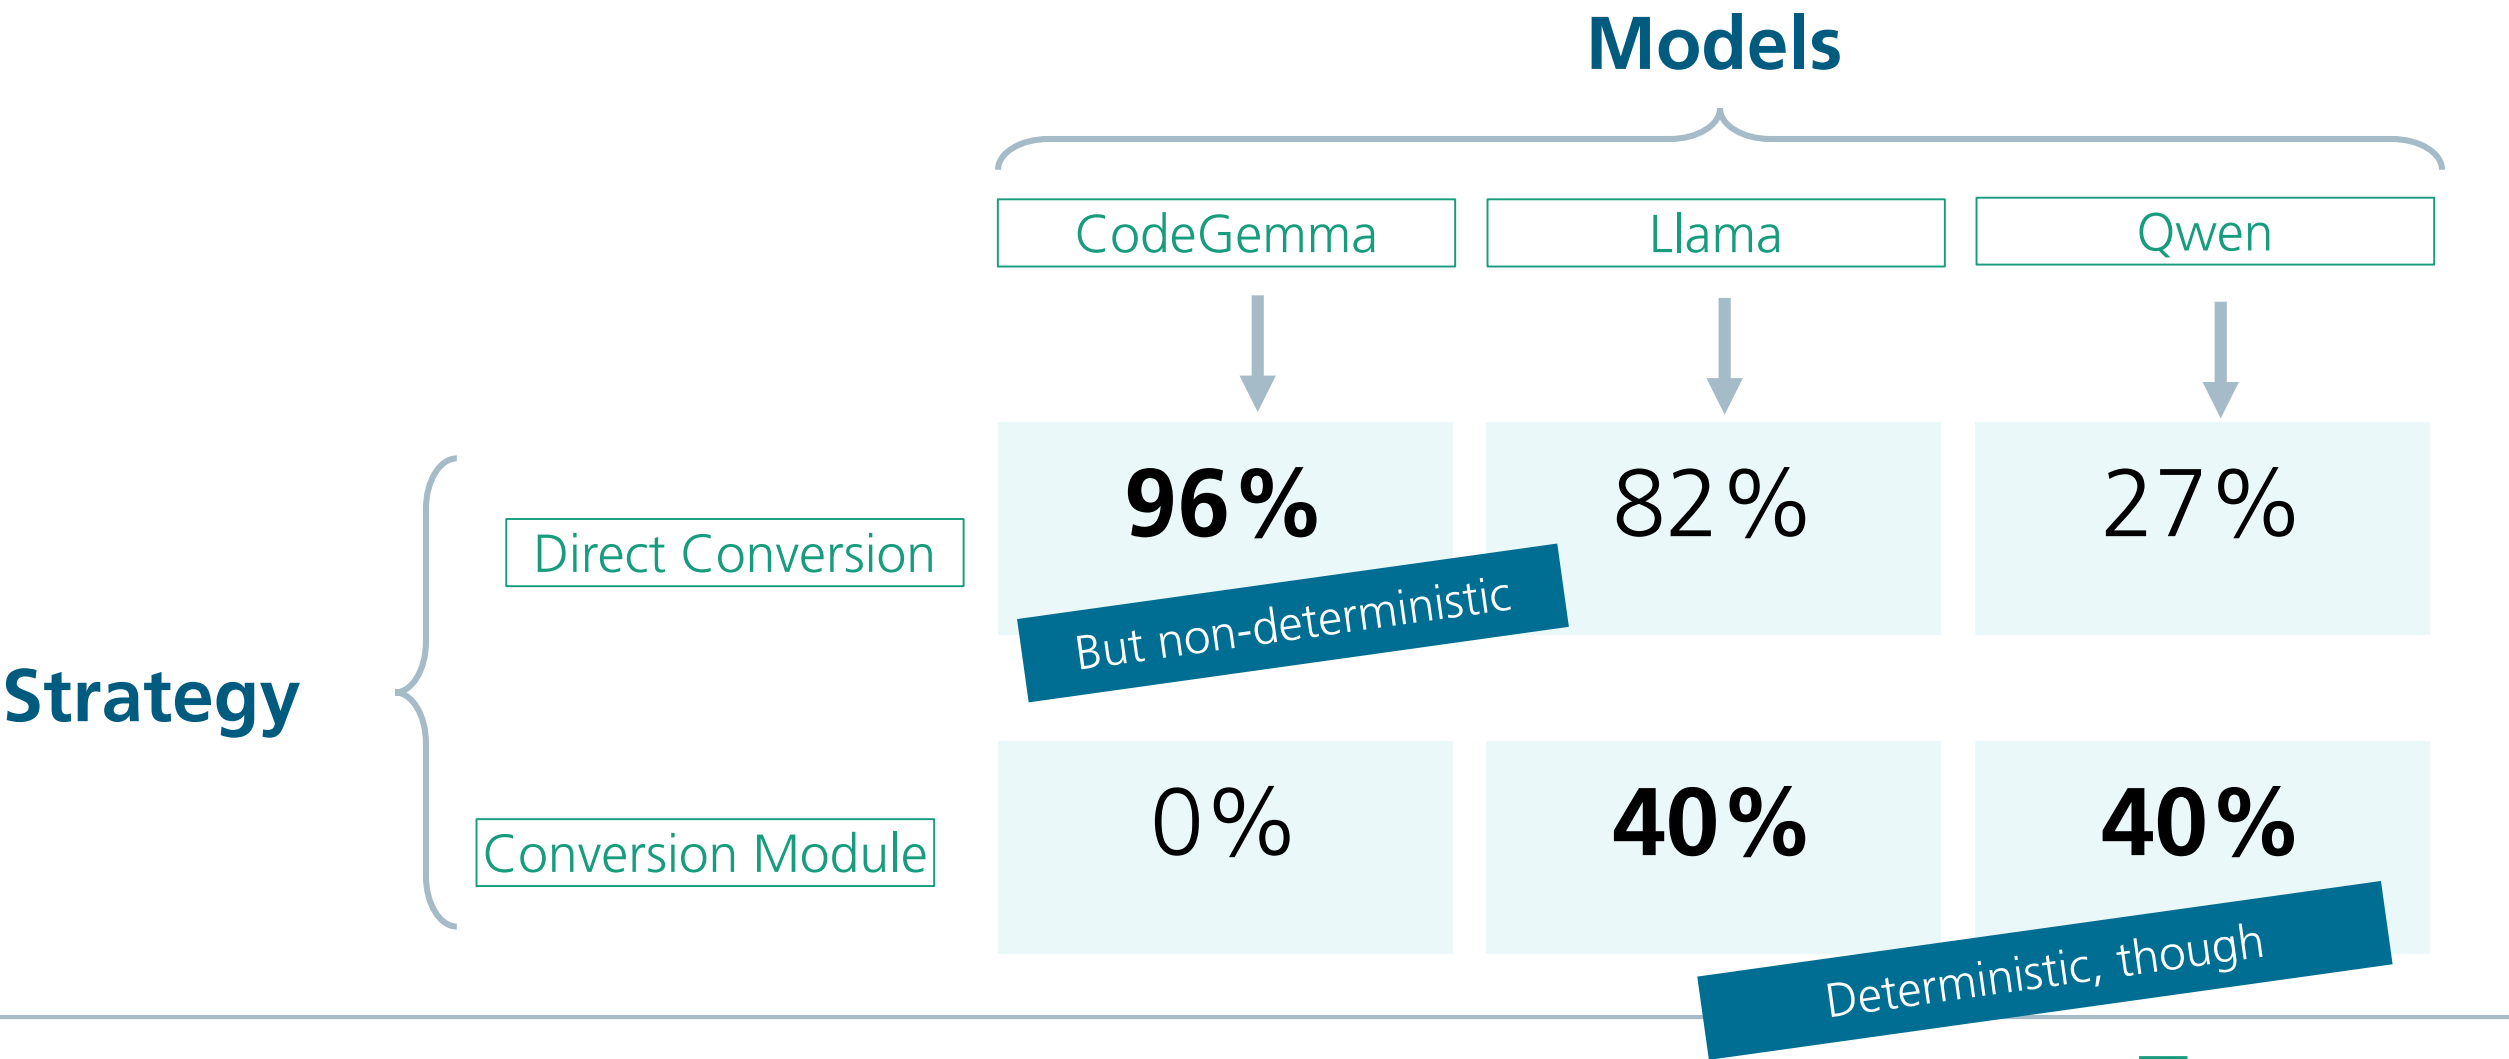 Models
CodeGemma Llama Qwen
96% 82% 27%
Direct Conversion
But non-deterministic
Strategy
0% 40% 40%
Conversion Module
Deterministic, though